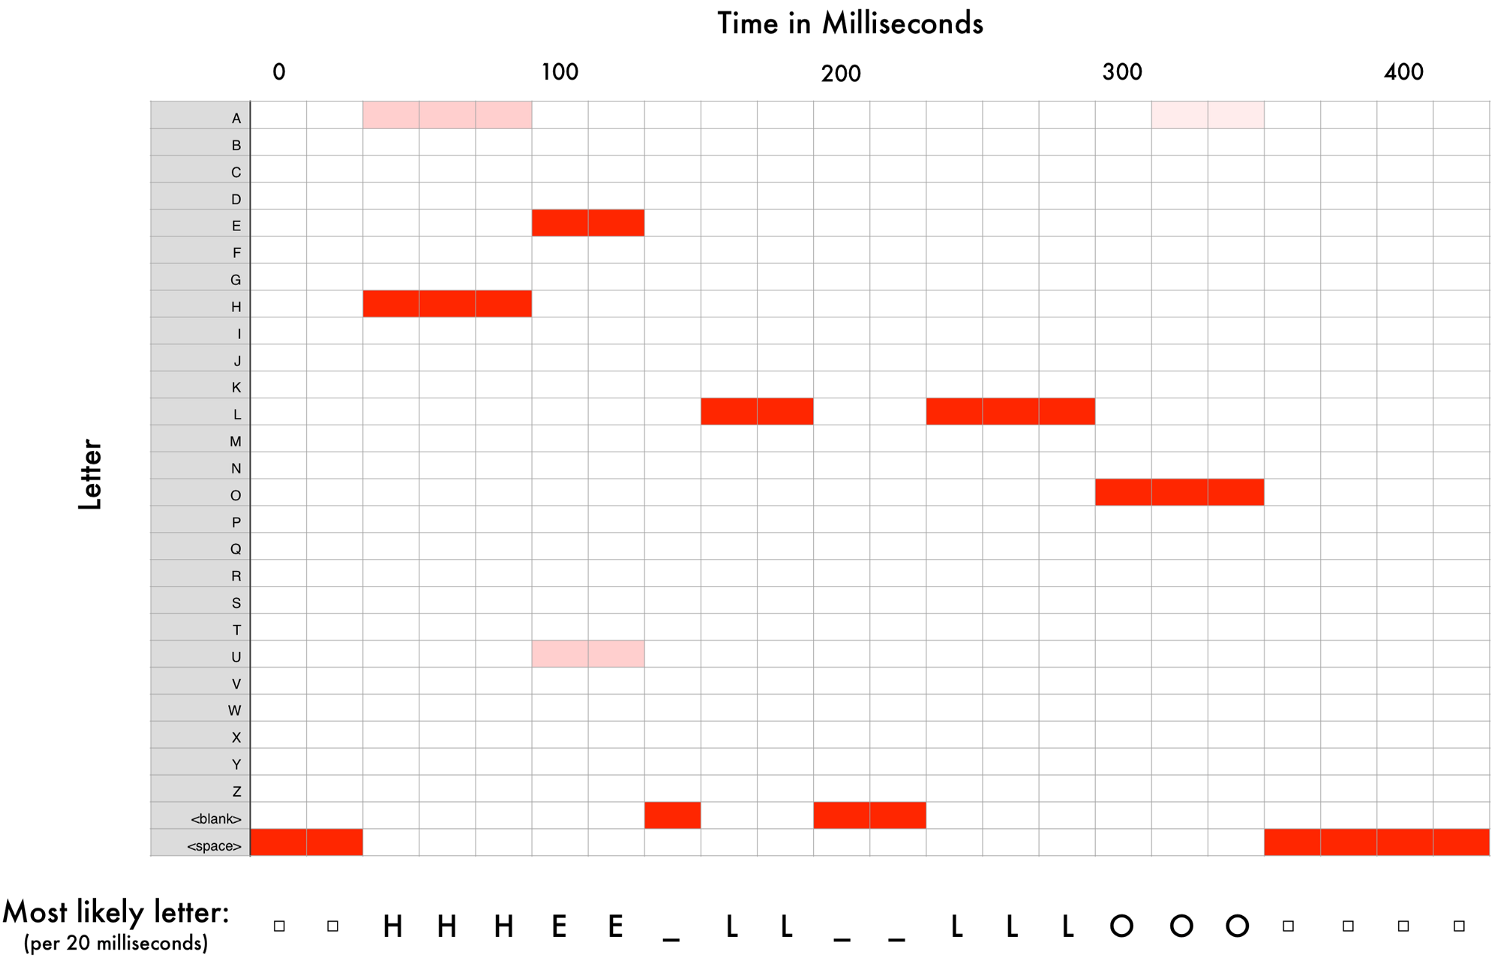 Time in Milliseconds
0 100 200 300 400
Letter
A
B
C
D
E
F
G
H
I
J
K
L
M
N
O
P
Q
R
S
T
U
V
W
X
Y
Z
<blank>
<space>
Most likely letter: □ □ H H H E E _ L L _ _ L L L O O O □ □ □ □
(per 20 milliseconds)